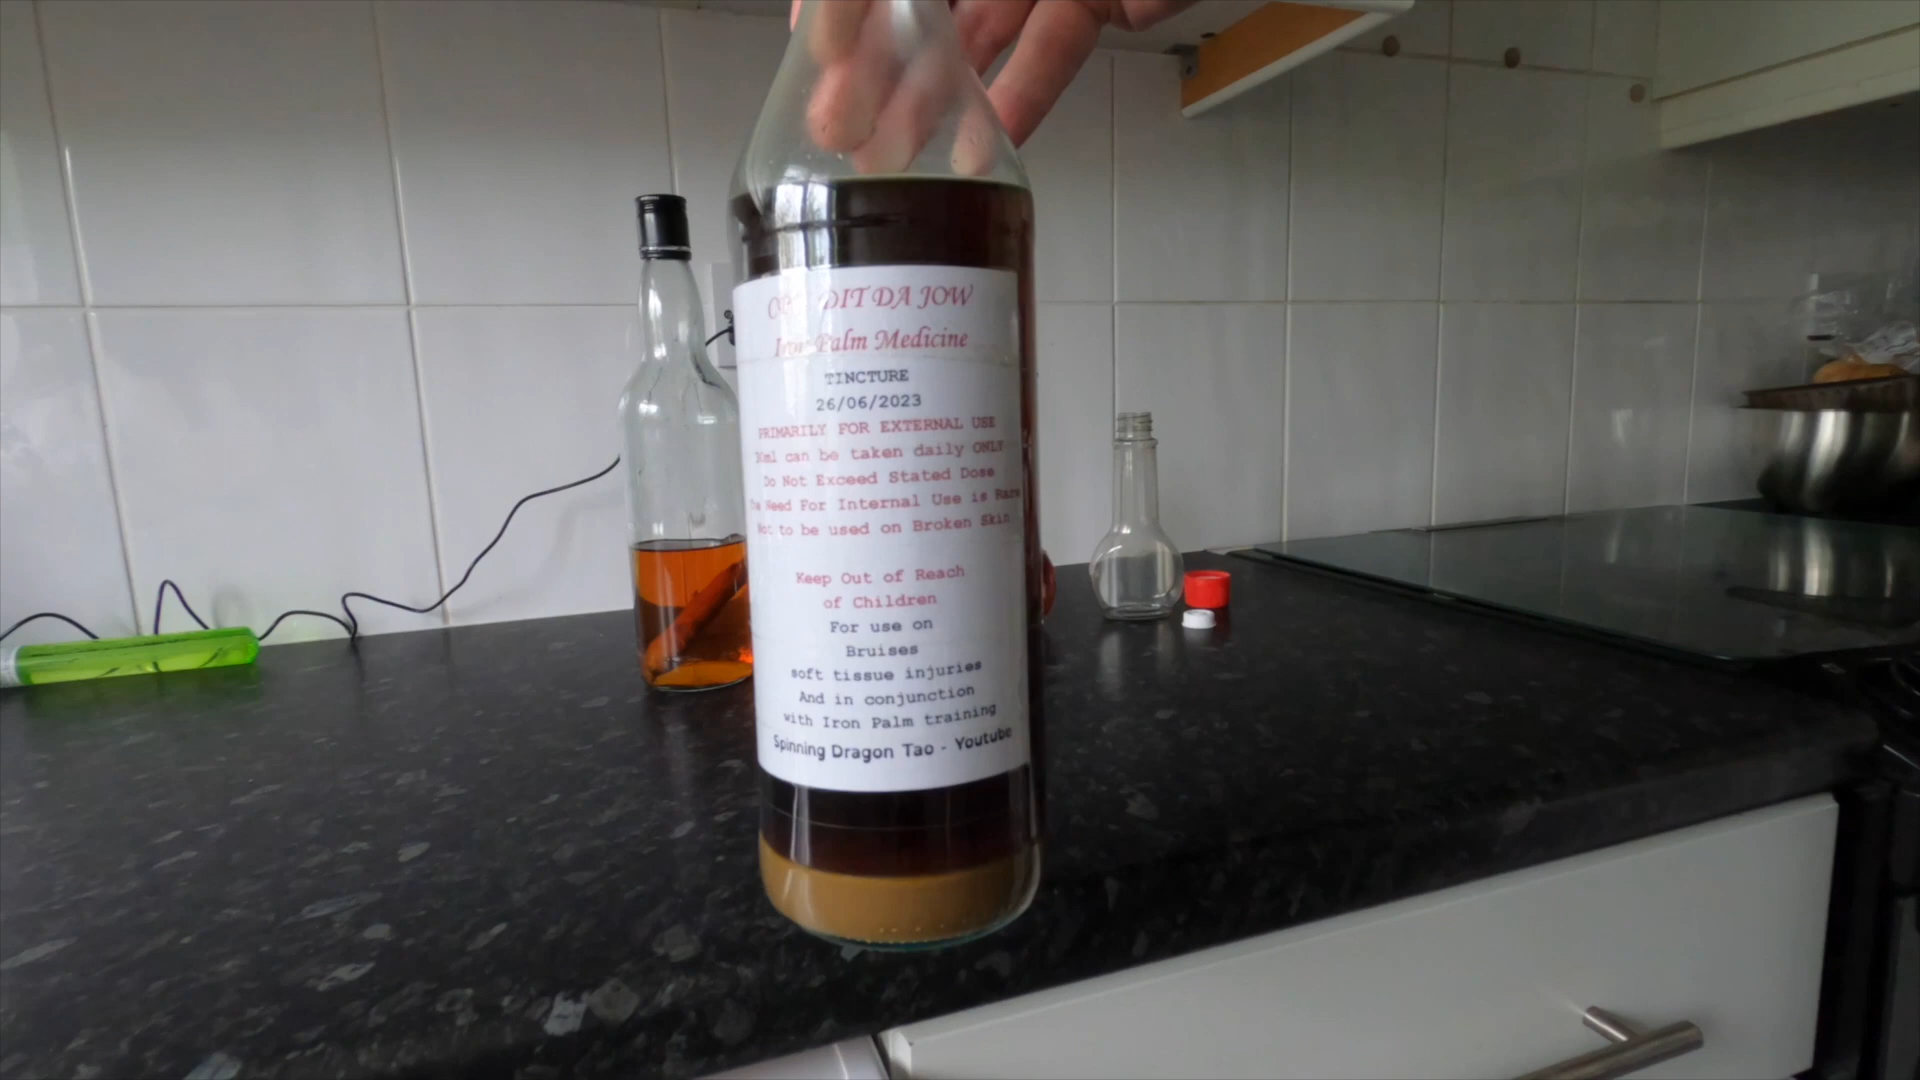 DIT DA JOW
Iron Palm Medicine
TINCTURE
26/06/2023
PRIMARILY FOR EXTERNAL USE
can be taken daily ONLY
Do Not Exceed Stated Dose
Need For Internal Use is Rare
Not to be used on Broken Skin
Keep Out of Reach
of Children
For use on
Bruises
soft tissue injuries
And in conjunction
with Iron Palm training
Spinning Dragon Tao - Youtube